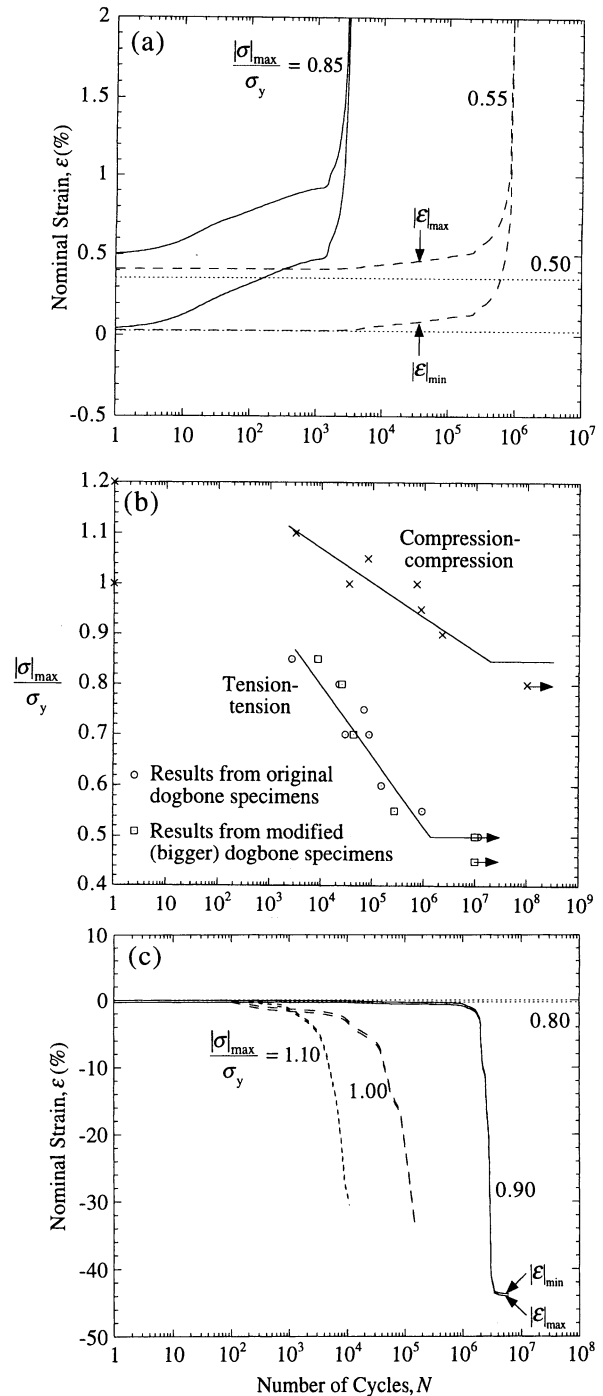 (a)
2
1.5
1
0.5
0
-0.5
Nominal Strain, ε (%)
|σ|max
σy
= 0.85
0.55
|ε|max
0.50
|ε|min
1 10 10² 10³ 10⁴ 10⁵ 10⁶ 10⁷
(b)
1.2
1.1
1.0
0.9
0.8
0.7
0.6
0.5
0.4
|σ|max
σy
Compression-
compression
Tension-
tension
Results from original
dogbone specimens
Results from modified
(bigger) dogbone specimens
1 10 10² 10³ 10⁴ 10⁵ 10⁶ 10⁷ 10⁸ 10⁹
(c)
10
0
-10
-20
-30
-40
-50
Nominal Strain, ε (%)
0.80
|σ|max
σy
= 1.10
1.00
0.90
|ε|min
|ε|max
1 10 10² 10³ 10⁴ 10⁵ 10⁶ 10⁷ 10⁸
Number of Cycles, N